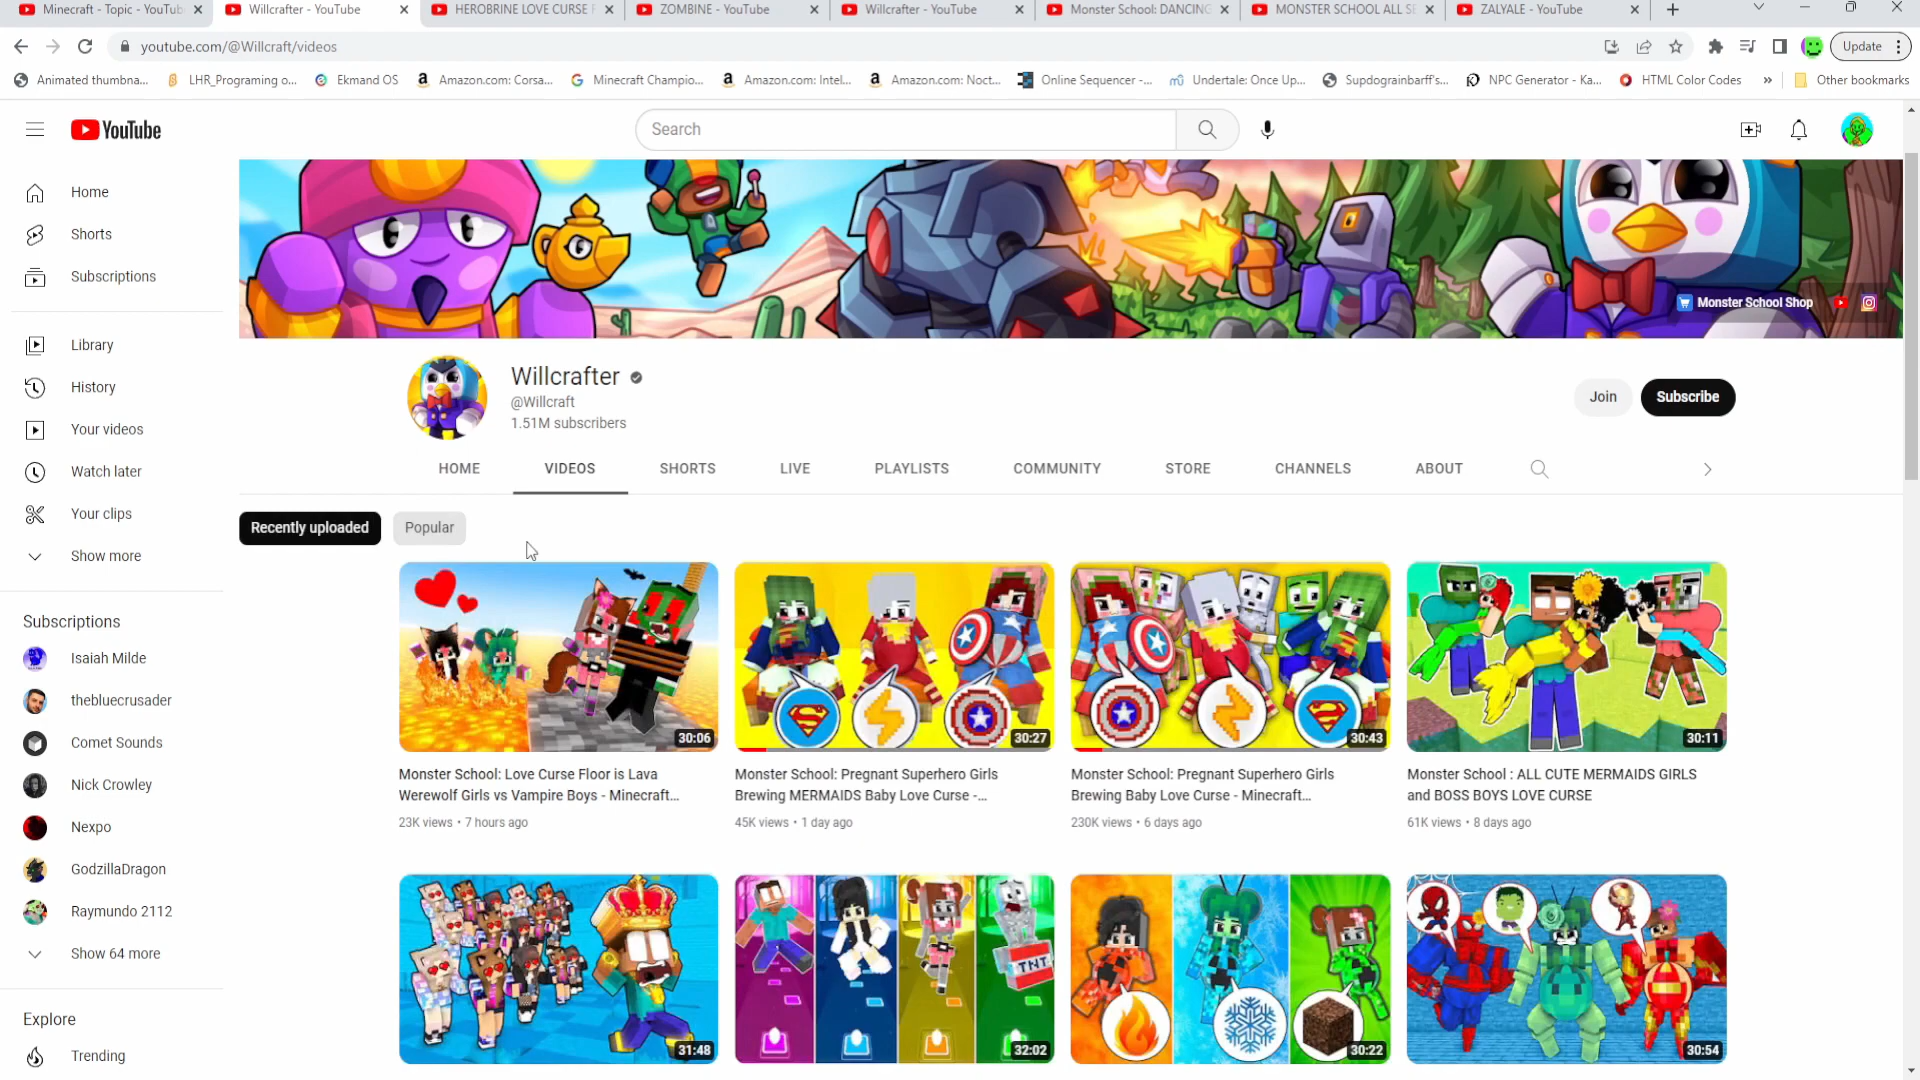 Minecraft - Topic - YouTub
Willcrafter - YouTube
HEROBRINE LOVE CURSE F
ZOMBINE - YouTube
Willcrafter - YouTube
Monster School: DANCING
MONSTER SCHOOL ALL SE
ZALYALE - YouTube
youtube.com/@Willcraft/videos
Update
Animated thumbna...
LHR_Programing o...
Ekmand OS
Amazon.com: Corsa...
Minecraft Champio...
Amazon.com: Intel...
Amazon.com: Noct...
Online Sequencer -...
Undertale: Once Up...
Supdograinbarff's...
NPC Generator - Ka...
HTML Color Codes
Other bookmarks
YouTube
Search
Home
Shorts
Subscriptions
Library
History
Your videos
Watch later
Your clips
Show more
Subscriptions
Isaiah Milde
thebluecrusader
Comet Sounds
Nick Crowley
Nexpo
GodzillaDragon
Raymundo 2112
Show 64 more
Explore
Trending
Monster School Shop
Willcrafter
@Willcraft
1.51M subscribers
Join
Subscribe
HOME
VIDEOS
SHORTS
LIVE
PLAYLISTS
COMMUNITY
STORE
CHANNELS
ABOUT
Recently uploaded
Popular
30:06
Monster School: Love Curse Floor is Lava
Werewolf Girls vs Vampire Boys - Minecraft...
23K views • 7 hours ago
30:27
Monster School: Pregnant Superhero Girls
Brewing MERMAIDS Baby Love Curse -...
45K views • 1 day ago
30:43
Monster School: Pregnant Superhero Girls
Brewing Baby Love Curse - Minecraft...
230K views • 6 days ago
30:11
Monster School : ALL CUTE MERMAIDS GIRLS
and BOSS BOYS LOVE CURSE
61K views • 8 days ago
31:48
TNT
32:02
30:22
30:54